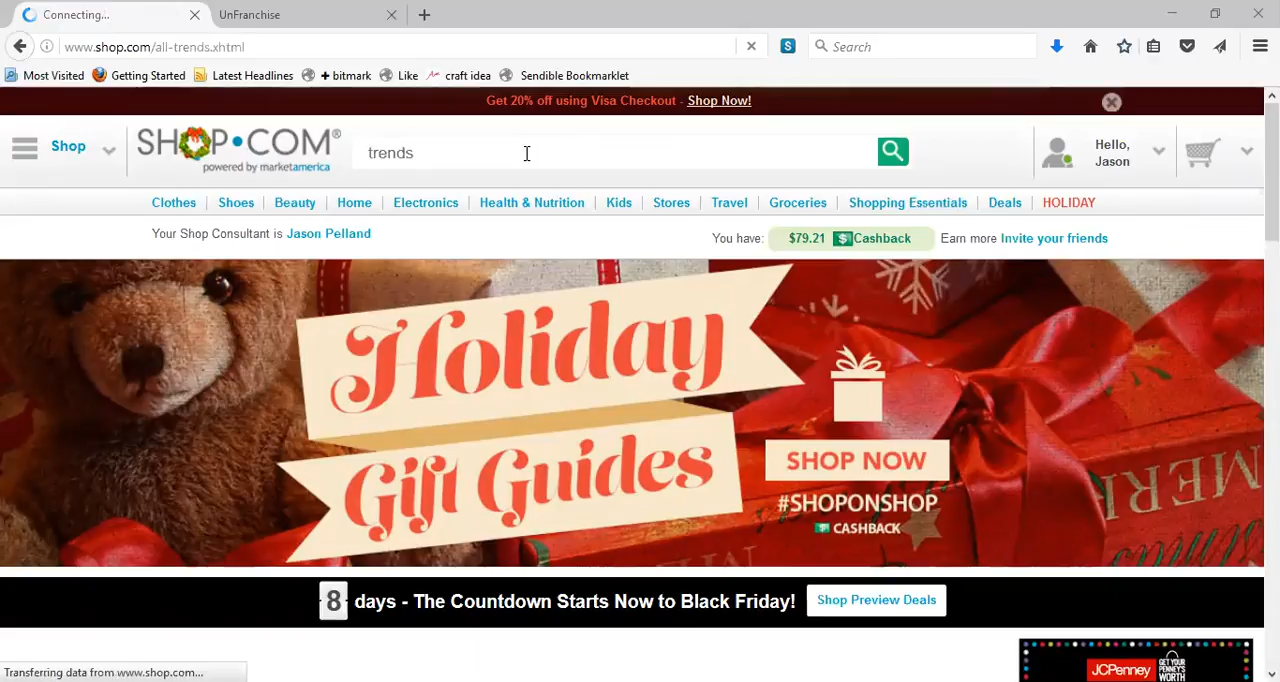 Connecting...
UnFranchise
www.shop.com/all-trends.xhtml
Search
Most Visited
Getting Started
Latest Headlines
+ bitmark
Like
craft idea
Sendible Bookmarklet
Get 20% off using Visa Checkout - Shop Now!
Shop
SHOP•COM®
powered by marketamerica
trends
Hello,
Jason
Clothes
Shoes
Beauty
Home
Electronics
Health & Nutrition
Kids
Stores
Travel
Groceries
Shopping Essentials
Deals
HOLIDAY
Your Shop Consultant is Jason Pelland
You have: $79.21 $ Cashback Earn more Invite your friends
Holiday
Gift Guides
SHOP NOW
#SHOPONSHOP
CASHBACK
MERI
8 days - The Countdown Starts Now to Black Friday!
Shop Preview Deals
JCPenney
GET YOUR
PENNEY'S
WORTH
Transferring data from www.shop.com...